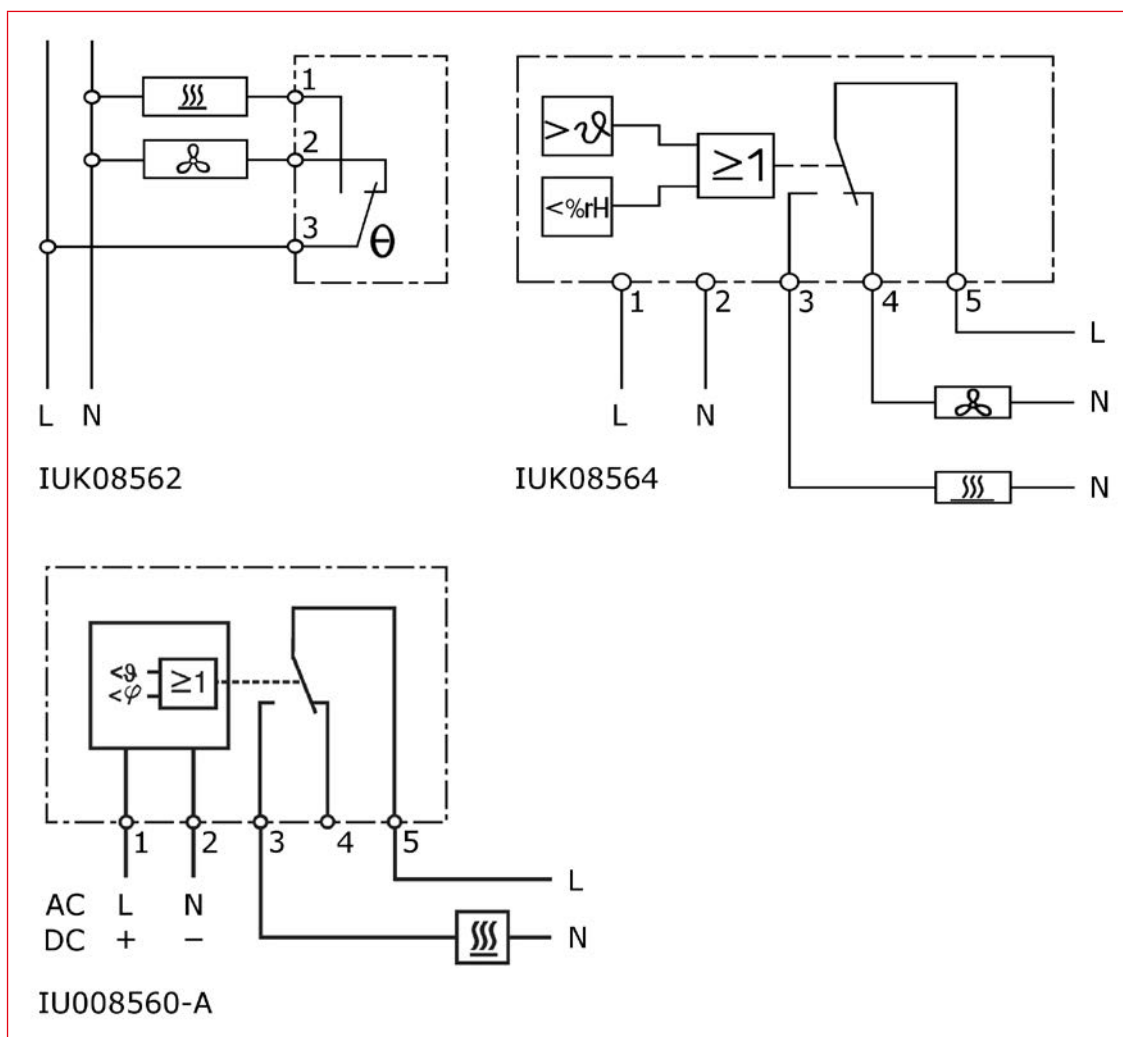 1
2
3
θ
L N
IUK08562
>ϑ
<%rH
≥1
1 2 3 4 5
L N
L
N
N
IUK08564
<ϑ
<φ
≥1
1 2 3 4 5
AC L N
DC + −
L
N
IU008560-A